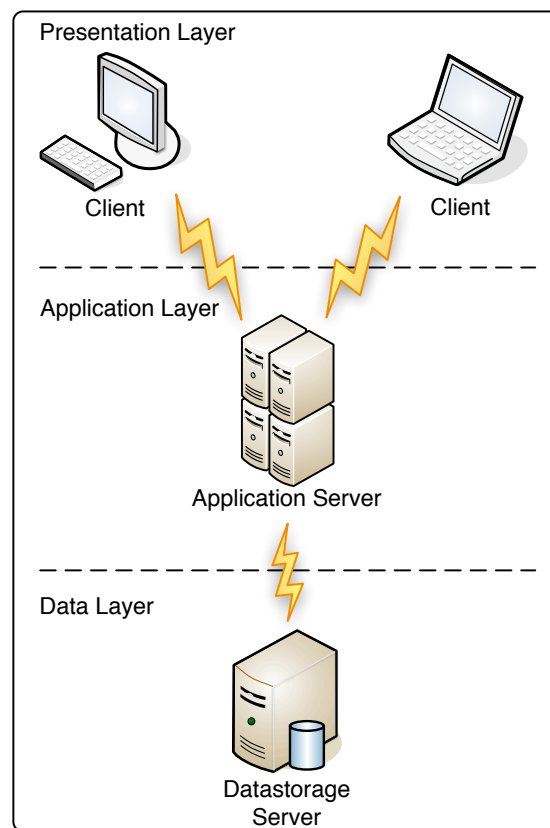 Presentation Layer
Client
Client
Application Layer
Application Server
Data Layer
Datastorage
Server